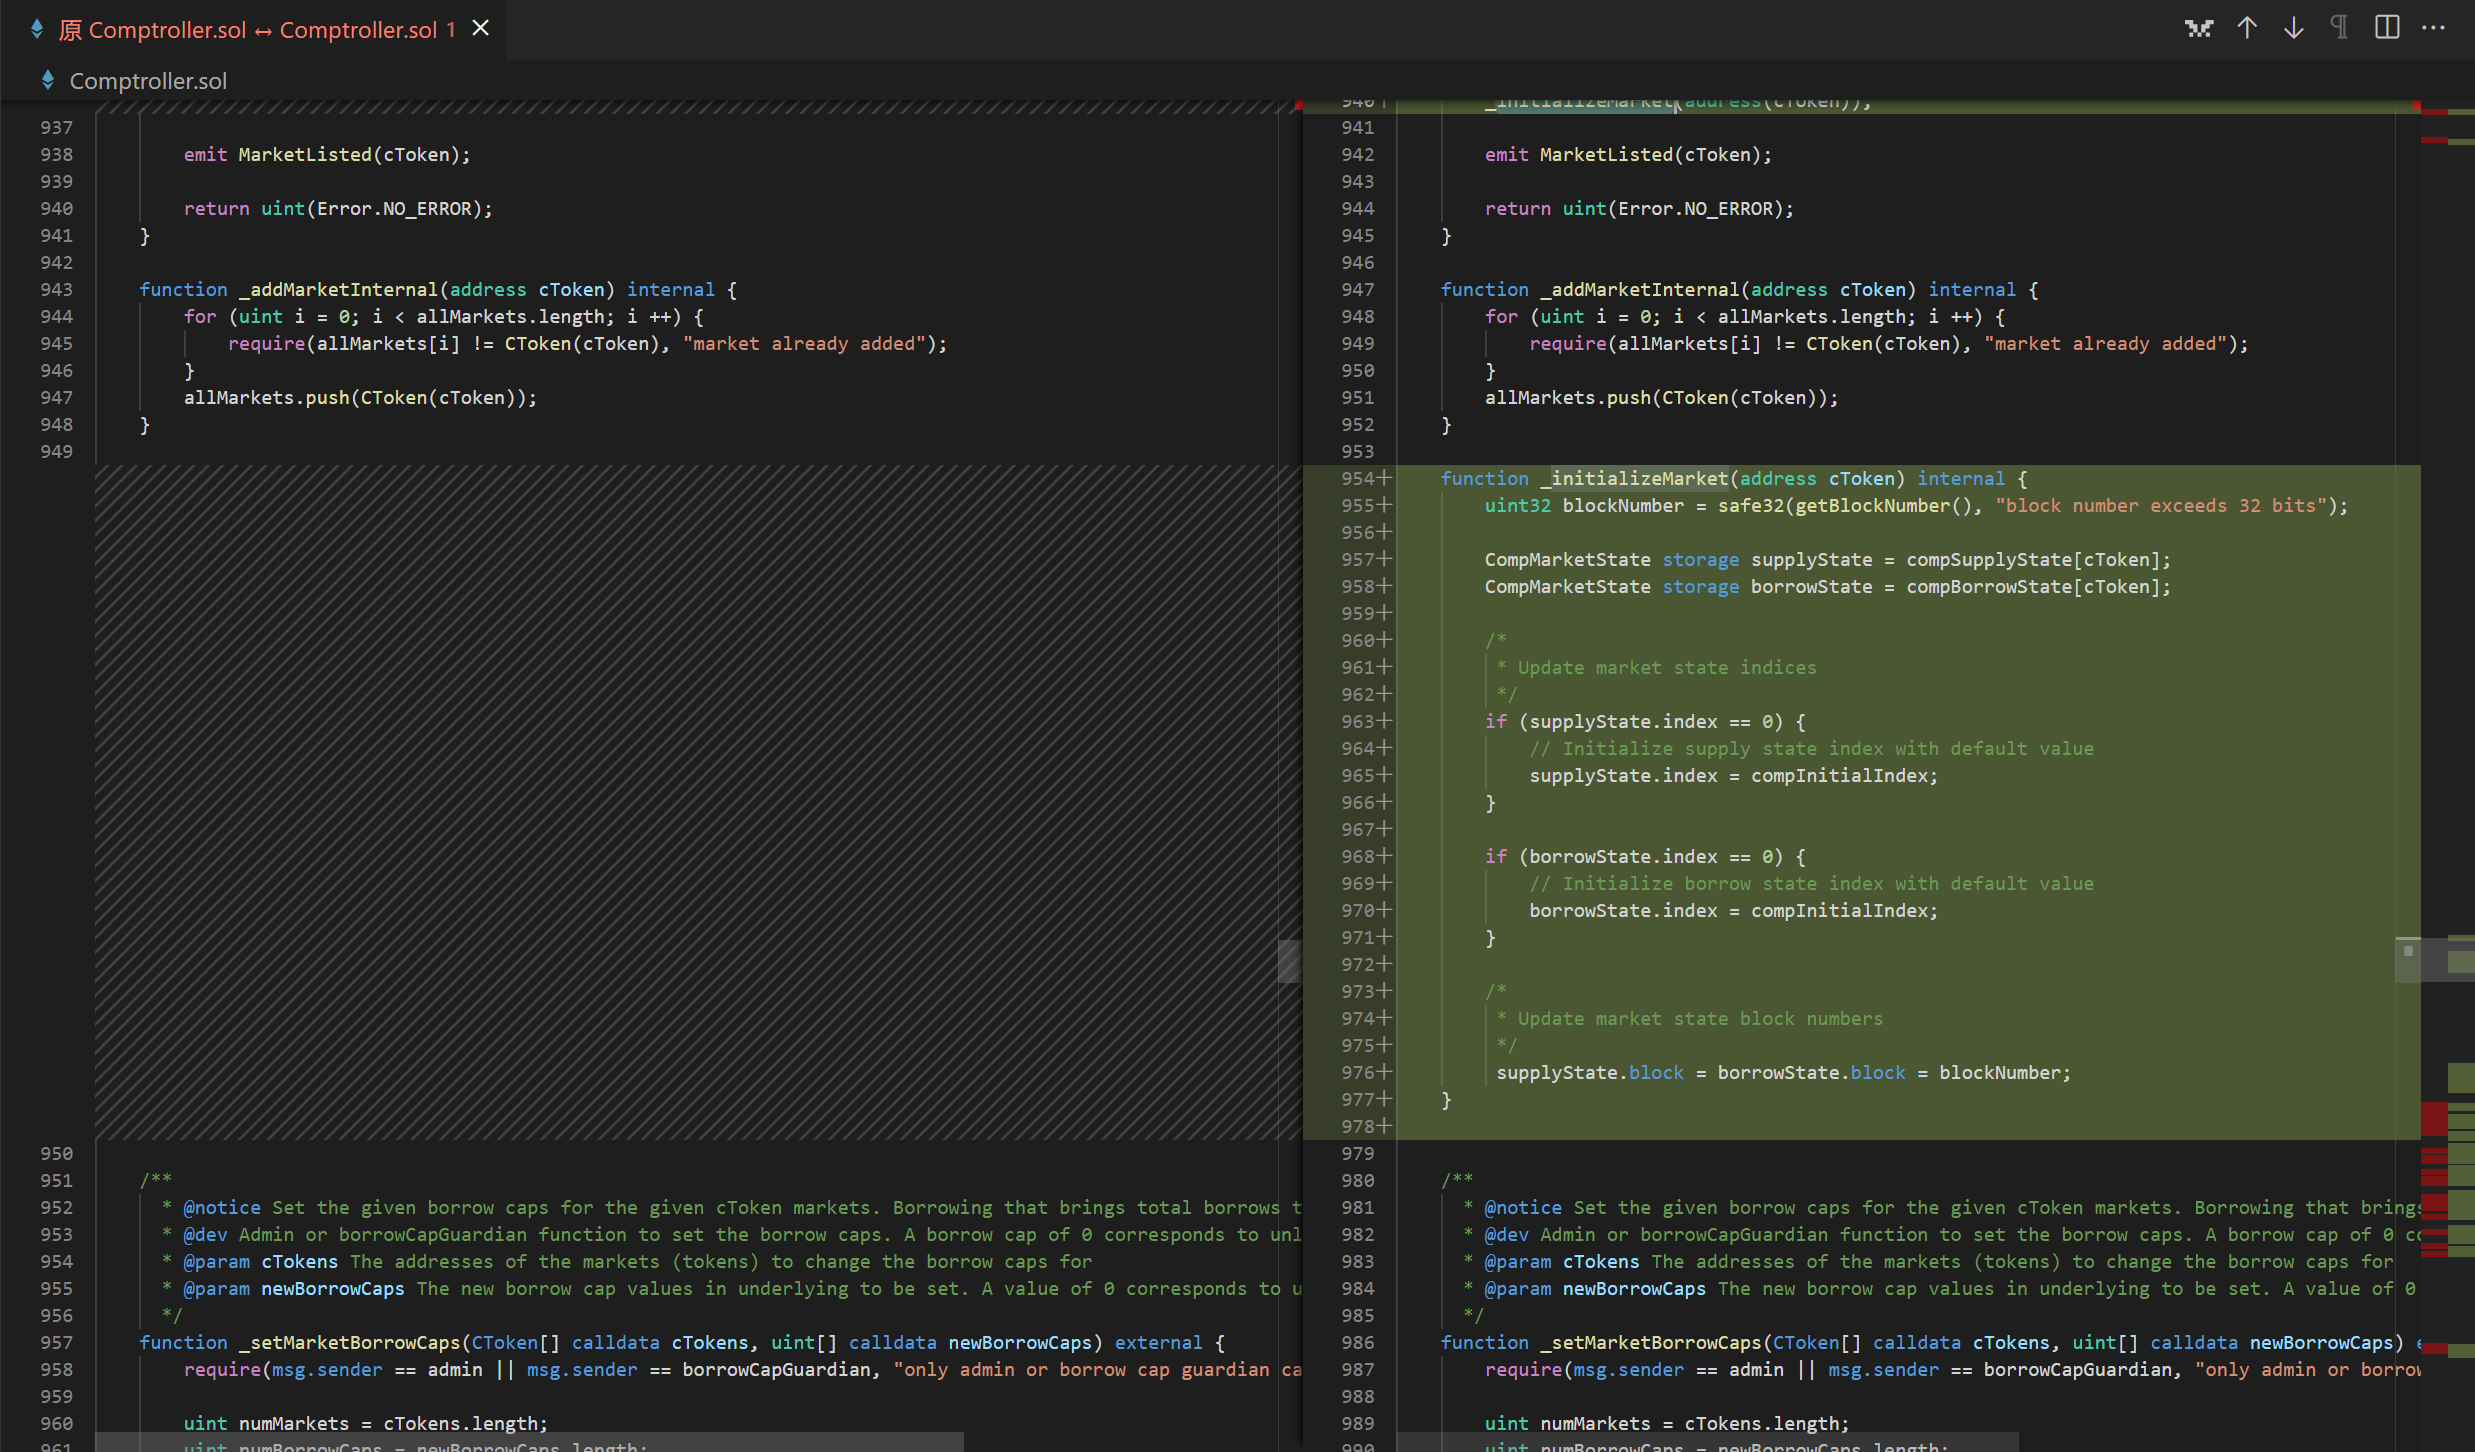 原 Comptroller.sol ↔ Comptroller.sol 1
Comptroller.sol
937
938 emit MarketListed(cToken);
939
940 return uint(Error.NO_ERROR);
941 }
942
943 function _addMarketInternal(address cToken) internal {
944 for (uint i = 0; i < allMarkets.length; i ++) {
945 require(allMarkets[i] != CToken(cToken), "market already added");
946 }
947 allMarkets.push(CToken(cToken));
948 }
949
950
951 /**
952 * @notice Set the given borrow caps for the given cToken markets. Borrowing that brings total borrows t
953 * @dev Admin or borrowCapGuardian function to set the borrow caps. A borrow cap of 0 corresponds to unl
954 * @param cTokens The addresses of the markets (tokens) to change the borrow caps for
955 * @param newBorrowCaps The new borrow cap values in underlying to be set. A value of 0 corresponds to u
956 */
957 function _setMarketBorrowCaps(CToken[] calldata cTokens, uint[] calldata newBorrowCaps) external {
958 require(msg.sender == admin || msg.sender == borrowCapGuardian, "only admin or borrow cap guardian ca
959
960 uint numMarkets = cTokens.length;
961 uint numBorrowCaps = newBorrowCaps.length;
940+ _initializeMarket(address(cToken));
941
942 emit MarketListed(cToken);
943
944 return uint(Error.NO_ERROR);
945 }
946
947 function _addMarketInternal(address cToken) internal {
948 for (uint i = 0; i < allMarkets.length; i ++) {
949 require(allMarkets[i] != CToken(cToken), "market already added");
950 }
951 allMarkets.push(CToken(cToken));
952 }
953
954+ function _initializeMarket(address cToken) internal {
955+ uint32 blockNumber = safe32(getBlockNumber(), "block number exceeds 32 bits");
956+
957+ CompMarketState storage supplyState = compSupplyState[cToken];
958+ CompMarketState storage borrowState = compBorrowState[cToken];
959+
960+ /*
961+ * Update market state indices
962+ */
963+ if (supplyState.index == 0) {
964+ // Initialize supply state index with default value
965+ supplyState.index = compInitialIndex;
966+ }
967+
968+ if (borrowState.index == 0) {
969+ // Initialize borrow state index with default value
970+ borrowState.index = compInitialIndex;
971+ }
972+
973+ /*
974+ * Update market state block numbers
975+ */
976+ supplyState.block = borrowState.block = blockNumber;
977+ }
978+
979
980 /**
981 * @notice Set the given borrow caps for the given cToken markets. Borrowing that brings
982 * @dev Admin or borrowCapGuardian function to set the borrow caps. A borrow cap of 0 co
983 * @param cTokens The addresses of the markets (tokens) to change the borrow caps for
984 * @param newBorrowCaps The new borrow cap values in underlying to be set. A value of 0
985 */
986 function _setMarketBorrowCaps(CToken[] calldata cTokens, uint[] calldata newBorrowCaps) e
987 require(msg.sender == admin || msg.sender == borrowCapGuardian, "only admin or borrow
988
989 uint numMarkets = cTokens.length;
990 uint numBorrowCaps = newBorrowCaps.length;